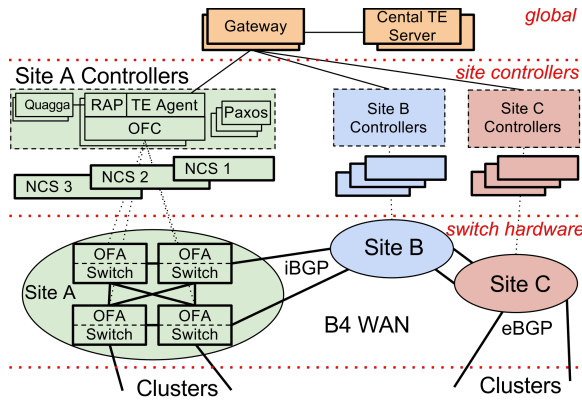 global
Gateway
Cental TE
Server
site controllers
Site A Controllers
Quagga
RAP
TE Agent
OFC
Paxos
Site B
Controllers
Site C
Controllers
NCS 1
NCS 2
NCS 3
switch hardware
OFA
Switch
OFA
Switch
Site A
OFA
Switch
OFA
Switch
iBGP
Site B
Site C
eBGP
B4 WAN
Clusters
Clusters